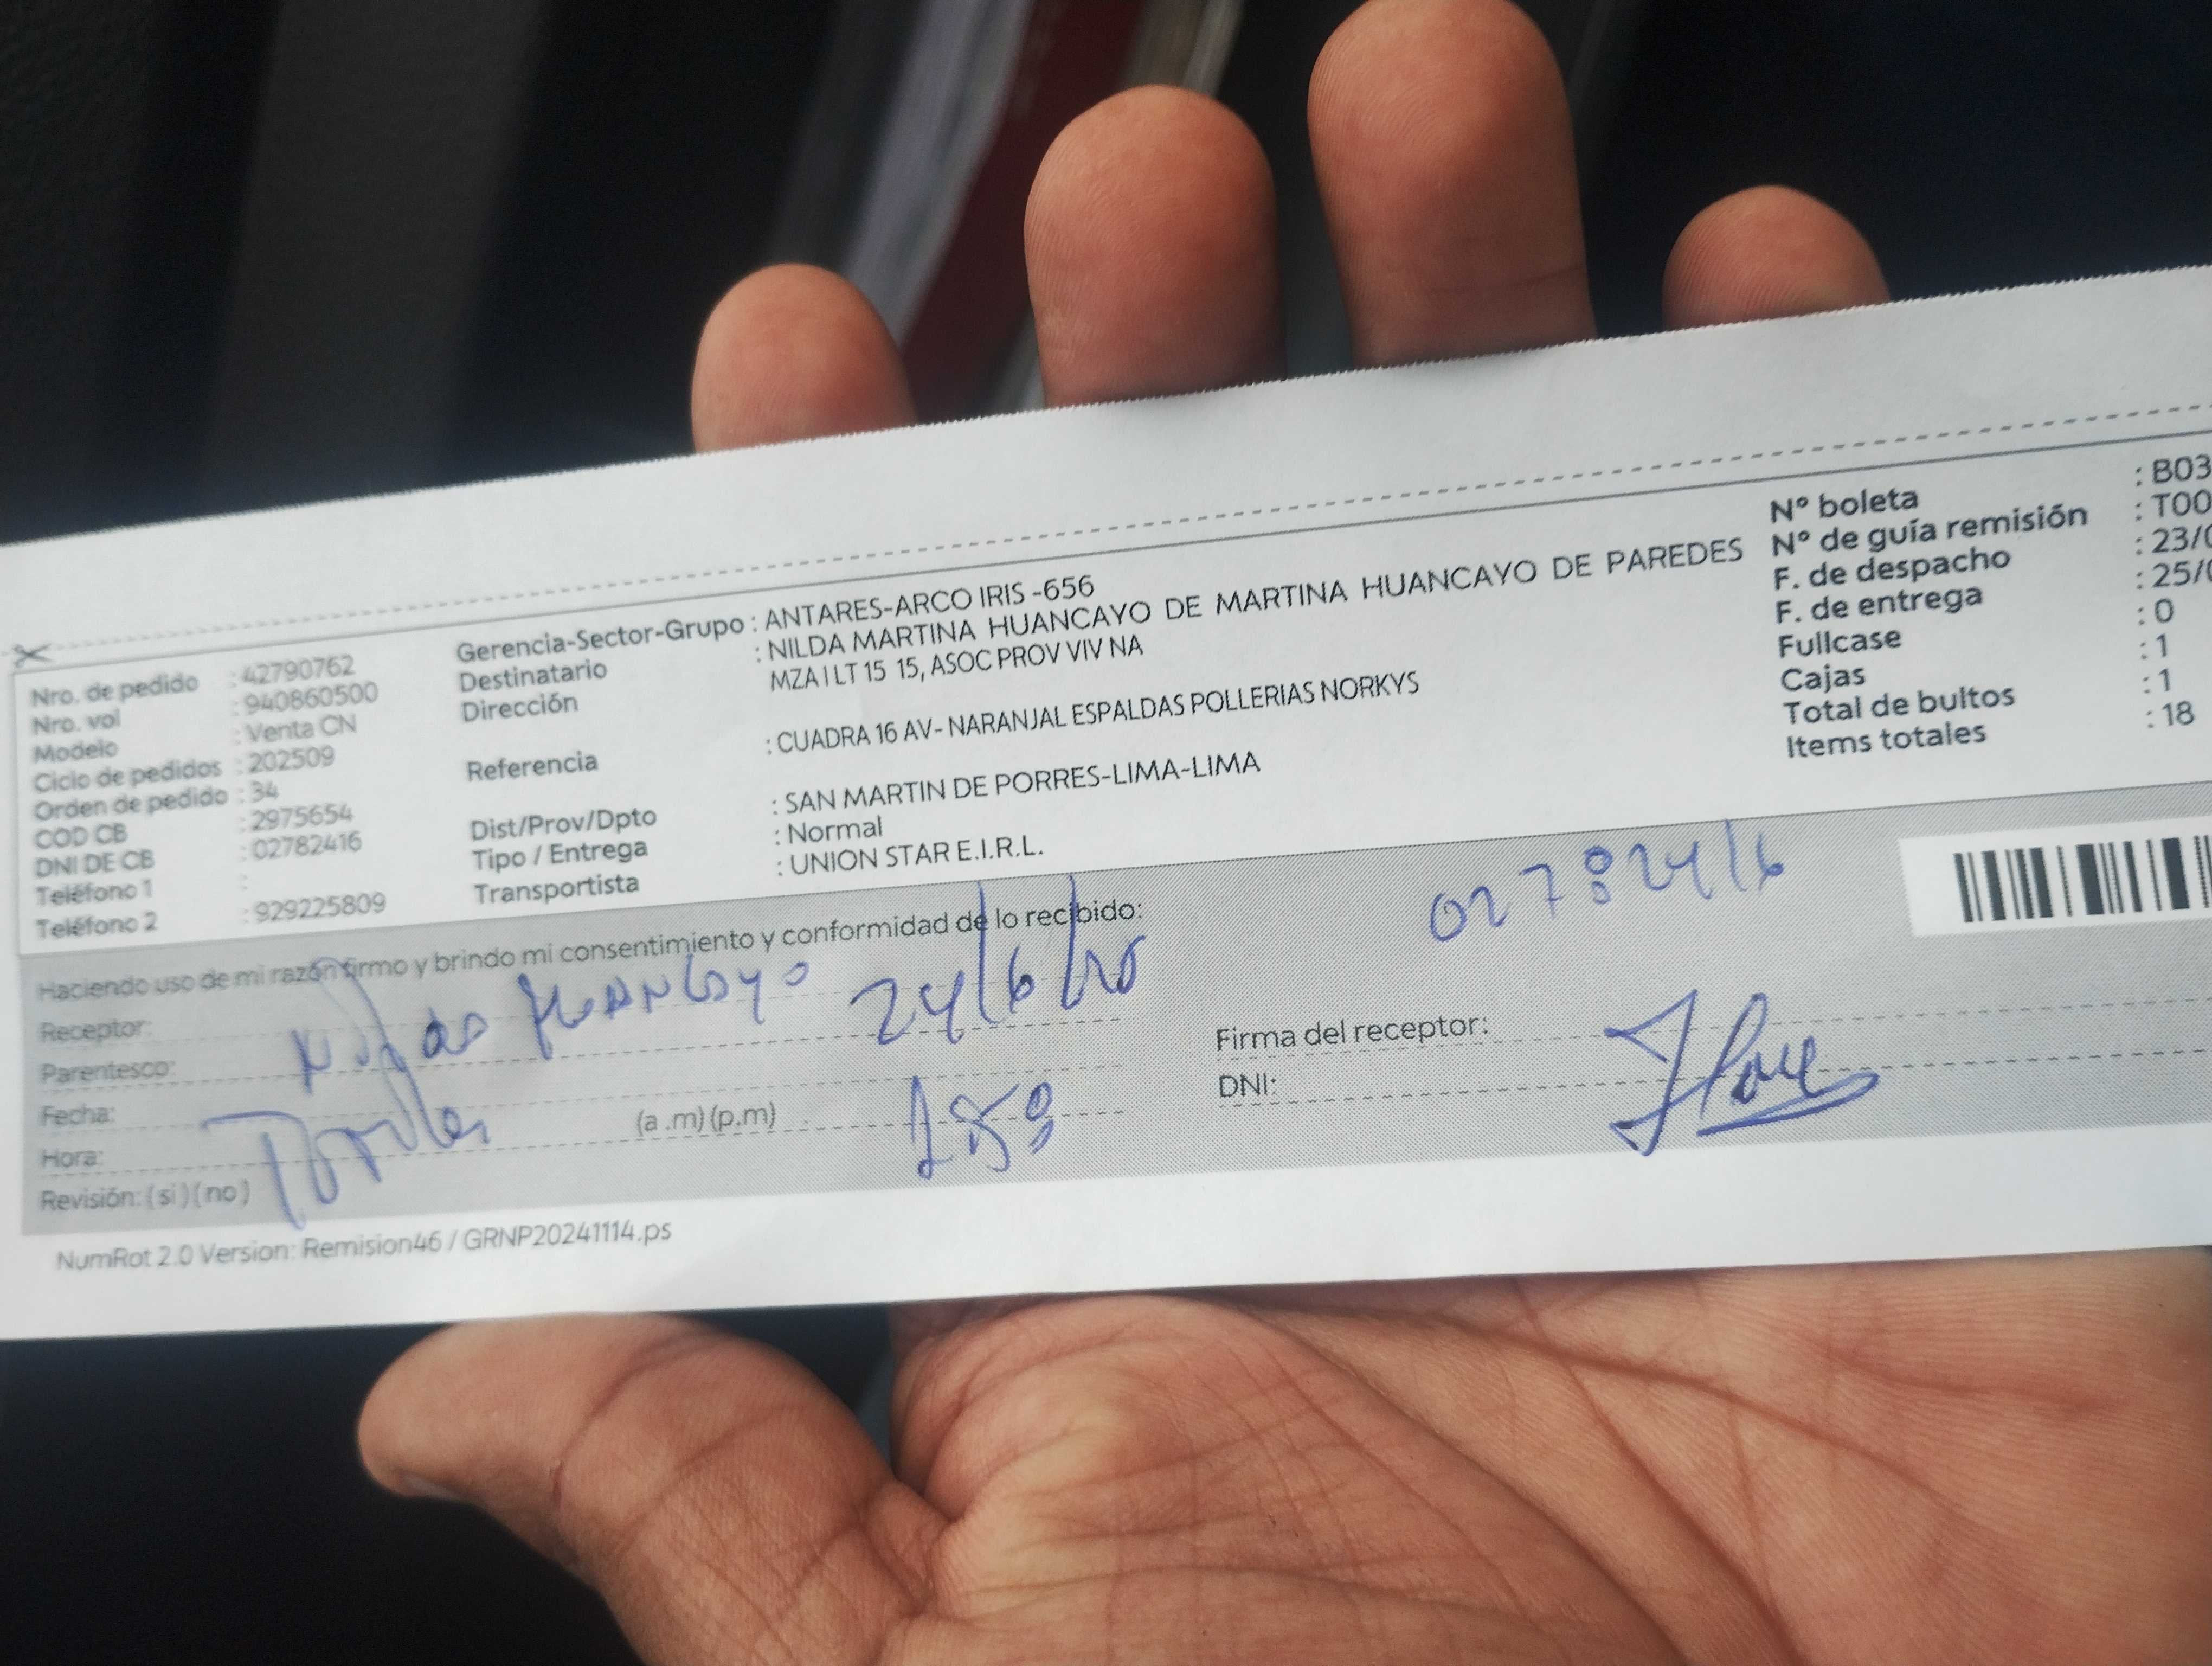 Nro. de pedido : 42790762
Nro. vol : 940860500
Modelo : Venta CN
Ciclo de pedidos : 202509
Orden de pedido : 34
COD CB : 2975654
DNI DE CB : 02782416
Teléfono 1 :
Teléfono 2 : 929225809
Gerencia-Sector-Grupo : ANTARES-ARCO IRIS -656
Destinatario : NILDA MARTINA HUANCAYO DE MARTINA HUANCAYO DE PAREDES
Dirección MZA I LT 15 15, ASOC PROV VIV NA
Referencia : CUADRA 16 AV- NARANJAL ESPALDAS POLLERIAS NORKYS
Dist/Prov/Dpto : SAN MARTIN DE PORRES-LIMA-LIMA
Tipo / Entrega : Normal
Transportista : UNION STAR E.I.R.L.
N° boleta : B03
N° de guía remisión : T00
F. de despacho : 23/0
F. de entrega : 25/0
Fullcase : 0
Cajas : 1
Total de bultos : 1
Items totales : 18
Haciendo uso de mi razón firmo y brindo mi consentimiento y conformidad de lo recibido:
02782416
Receptor:
Huancayo 24/6/25
Parentesco:
Fecha:
Hora: (a .m) (p.m)
Revisión: ( si ) ( no )
Firma del receptor:
DNI:
NumRot 2.0 Version: Remision46 / GRNP20241114.ps